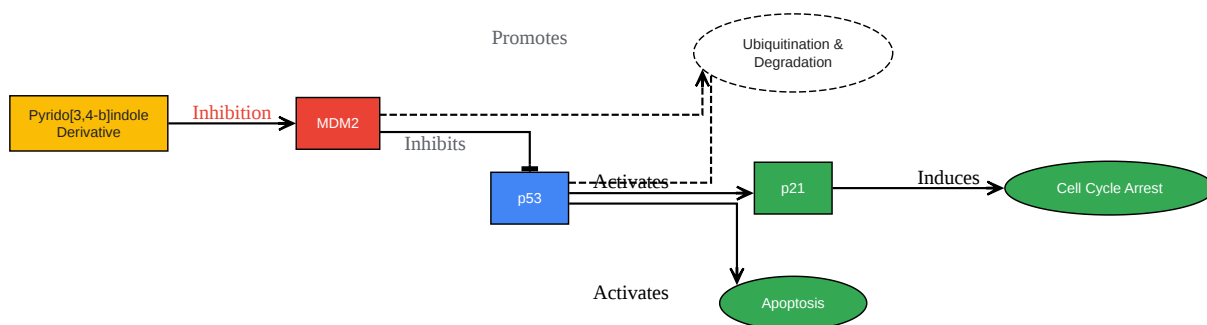 Promotes
Ubiquitination &
Degradation
Pyrido[3,4-b]indole
Derivative
Inhibition
MDM2
Inhibits
p53
Activates
p21
Induces
Cell Cycle Arrest
Activates
Apoptosis